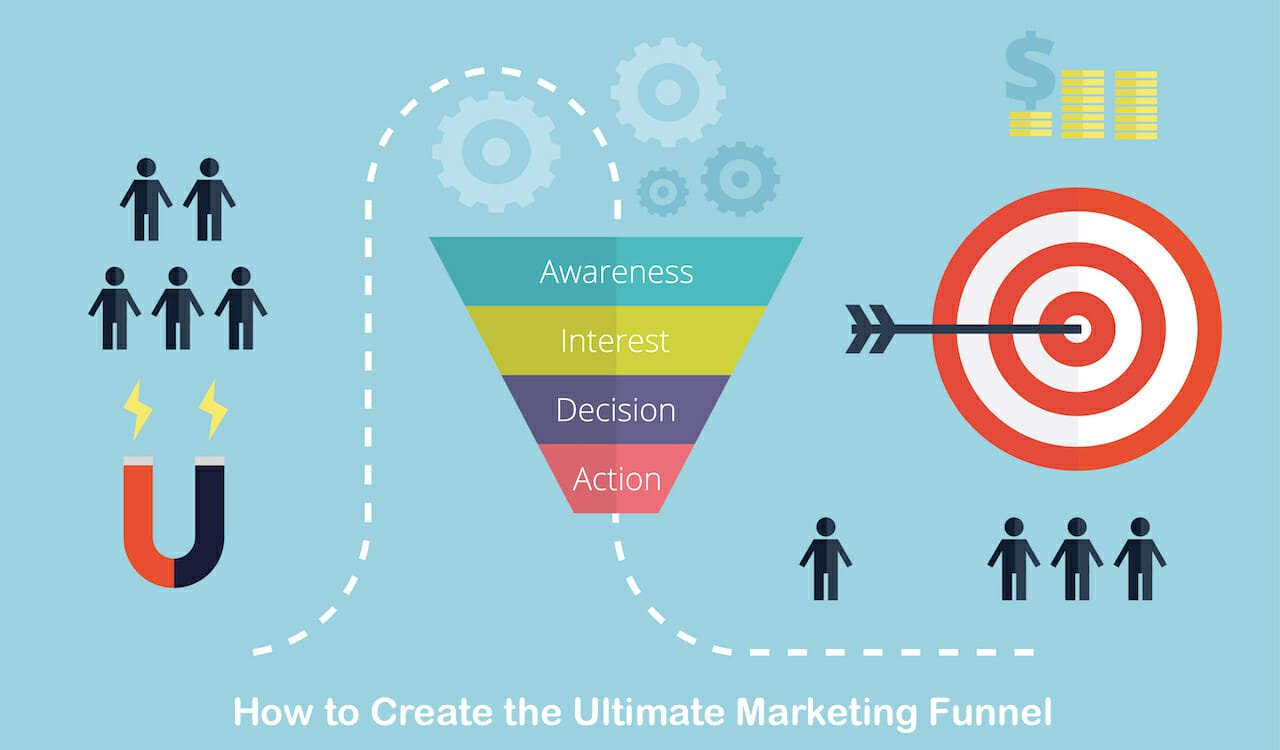 $
Awareness
Interest
Decision
Action
How to Create the Ultimate Marketing Funnel